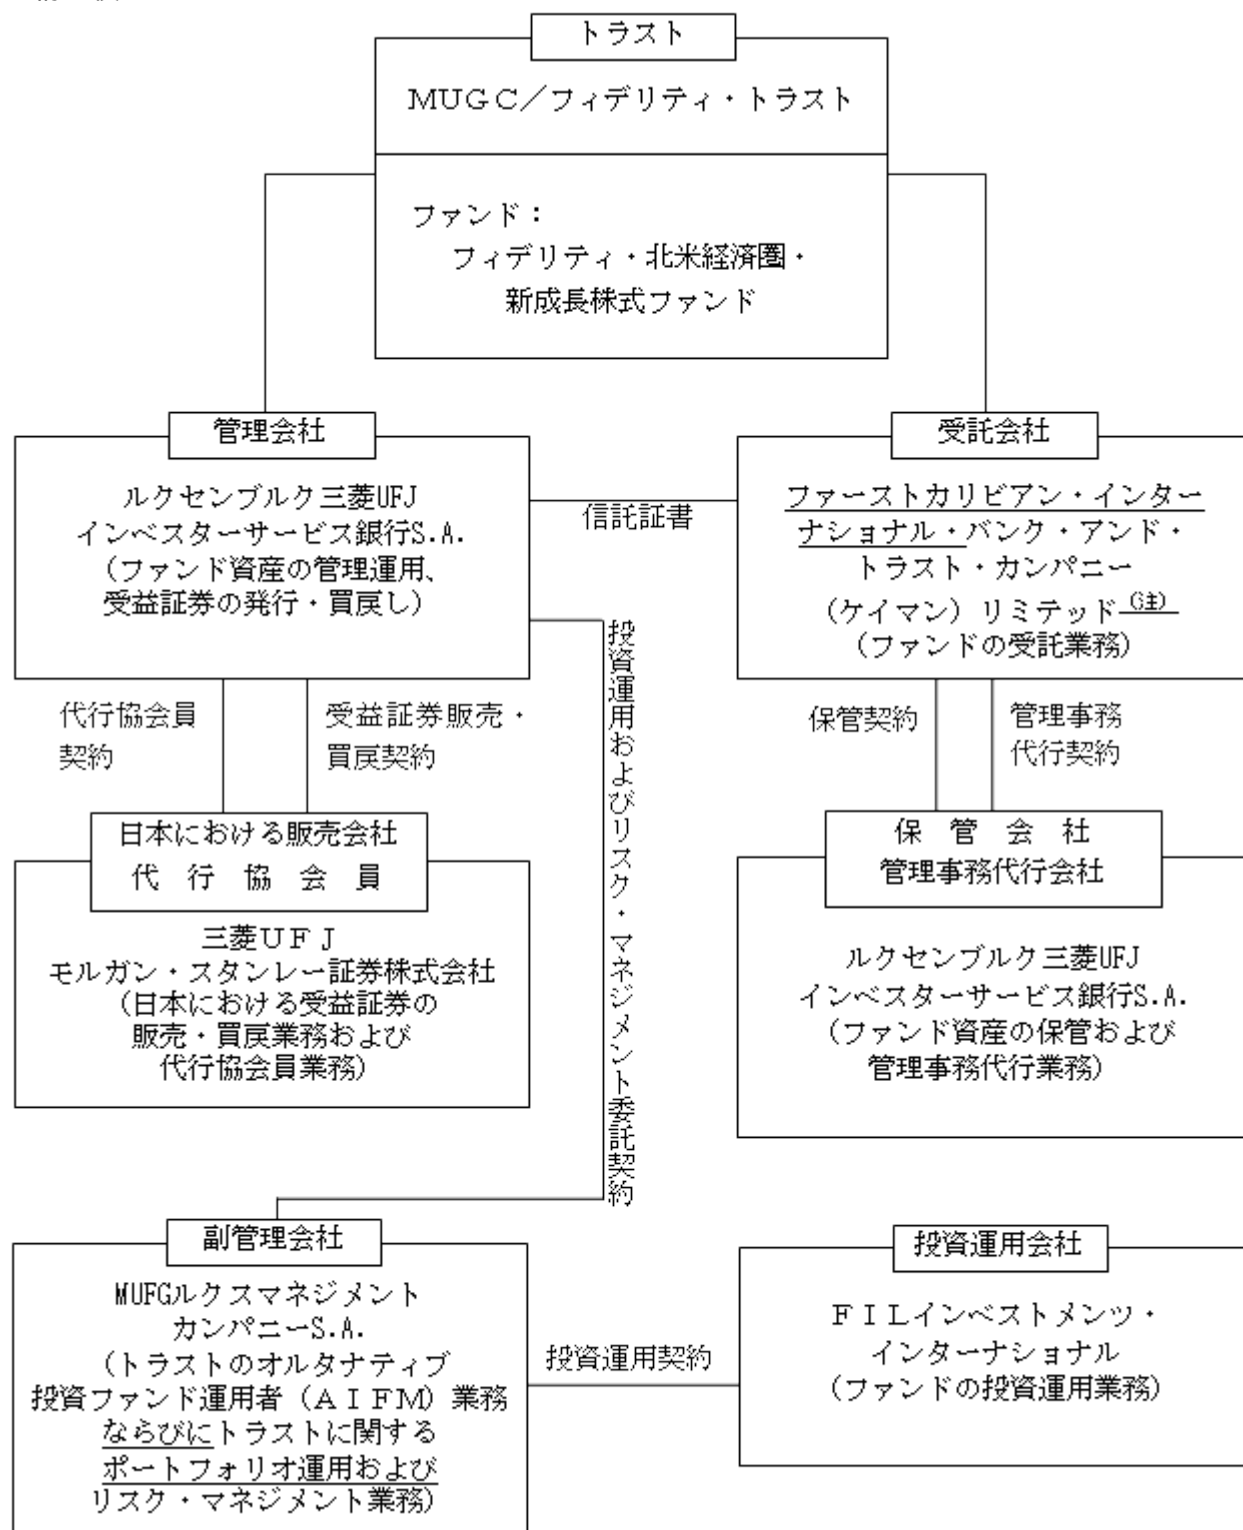 トラスト
MUGC／フィデリティ・トラスト
ファンド：
フィデリティ・北米経済圏・
新成長株式ファンド
管理会社
ルクセンブルク三菱UFJ
インベスターサービス銀行S.A.
（ファンド資産の管理運用、
受益証券の発行・買戻し）
信託証書
受託会社
ファーストカリビアン・インター
ナショナル・バンク・アンド・
トラスト・カンパニー
（ケイマン）リミテッド（注）
（ファンドの受託業務）
代行協会員
契約
受益証券販売・
買戻契約
投資運用およびリスク・マネジメント委託契約
保管契約
管理事務
代行契約
日本における販売会社
代行協会員
三菱ＵＦＪ
モルガン・スタンレー証券株式会社
（日本における受益証券の
販売・買戻業務および
代行協会員業務）
保管会社
管理事務代行会社
ルクセンブルク三菱UFJ
インベスターサービス銀行S.A.
（ファンド資産の保管および
管理事務代行業務）
副管理会社
MUFGルクスマネジメント
カンパニーS.A.
（トラストのオルタナティブ
投資ファンド運用者（ＡＩＦＭ）業務
ならびにトラストに関する
ポートフォリオ運用および
リスク・マネジメント業務）
投資運用契約
投資運用会社
ＦＩＬインベストメンツ・
インターナショナル
（ファンドの投資運用業務）